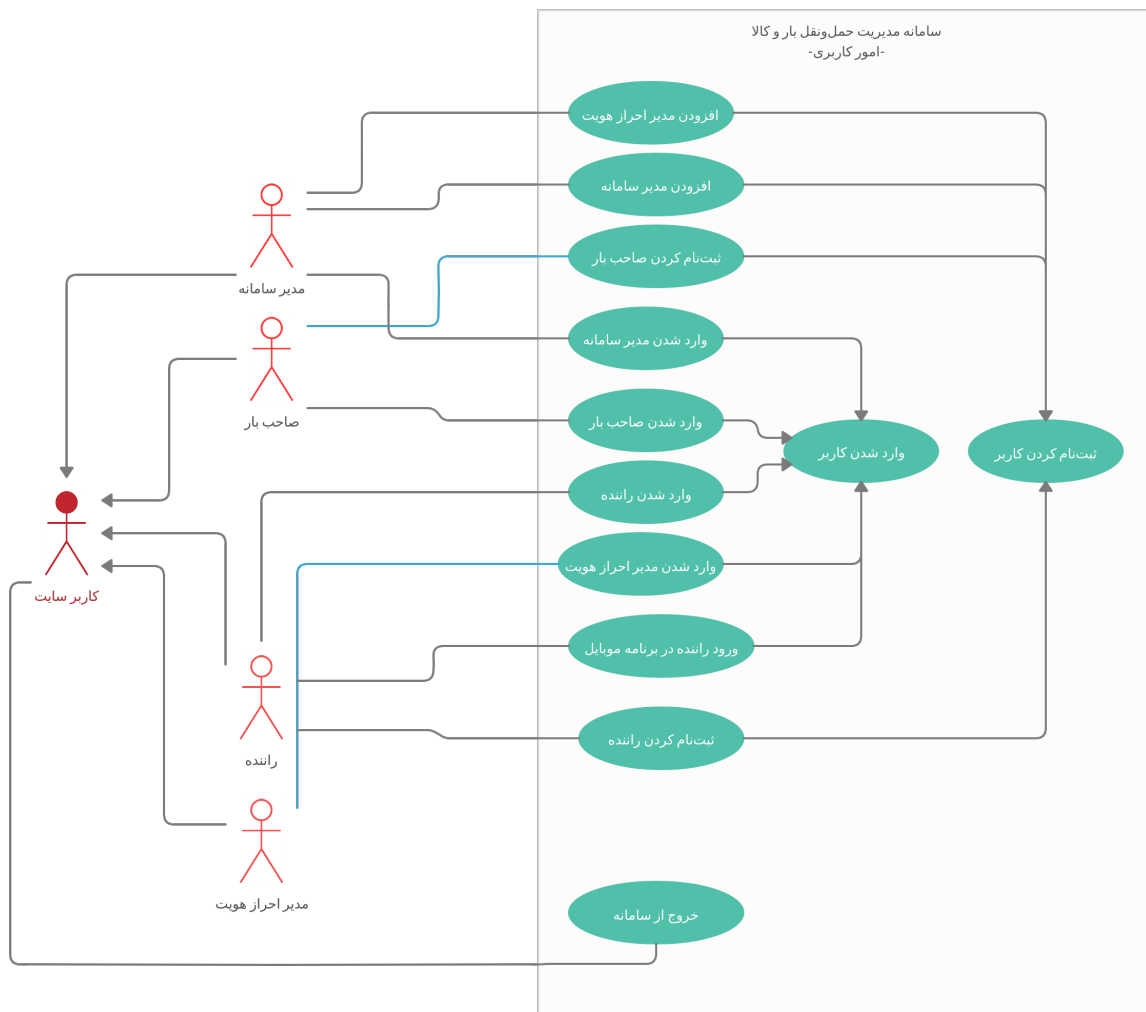 سامانه مدیریت حمل‌ونقل بار و کالا
-امور کاربری-
افزودن مدیر احراز هویت
افزودن مدیر سامانه
ثبت‌نام کردن صاحب بار
مدیر سامانه
وارد شدن مدیر سامانه
صاحب بار
وارد شدن صاحب بار
وارد شدن کاربر
ثبت‌نام کردن کاربر
وارد شدن راننده
وارد شدن مدیر احراز هویت
کاربر سایت
ورود راننده در برنامه موبایل
ثبت‌نام کردن راننده
راننده
مدیر احراز هویت
خروج از سامانه